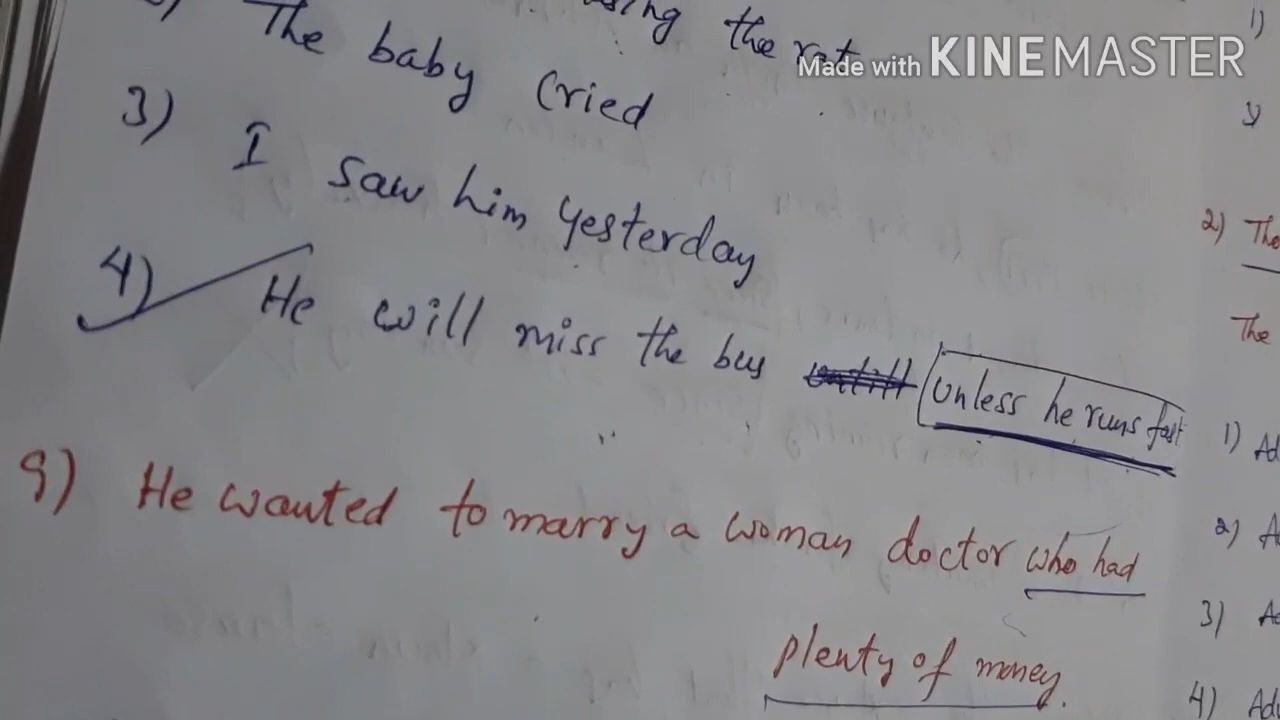 the rat
Made with KINEMASTER
The baby cried
3) I saw him yesterday
4) He will miss the bus unless he runs fast
9) He wanted to marry a woman doctor who had
plenty of money.
1)
2) The
The
1) Ad
2) A
3) Ad
4) Adv